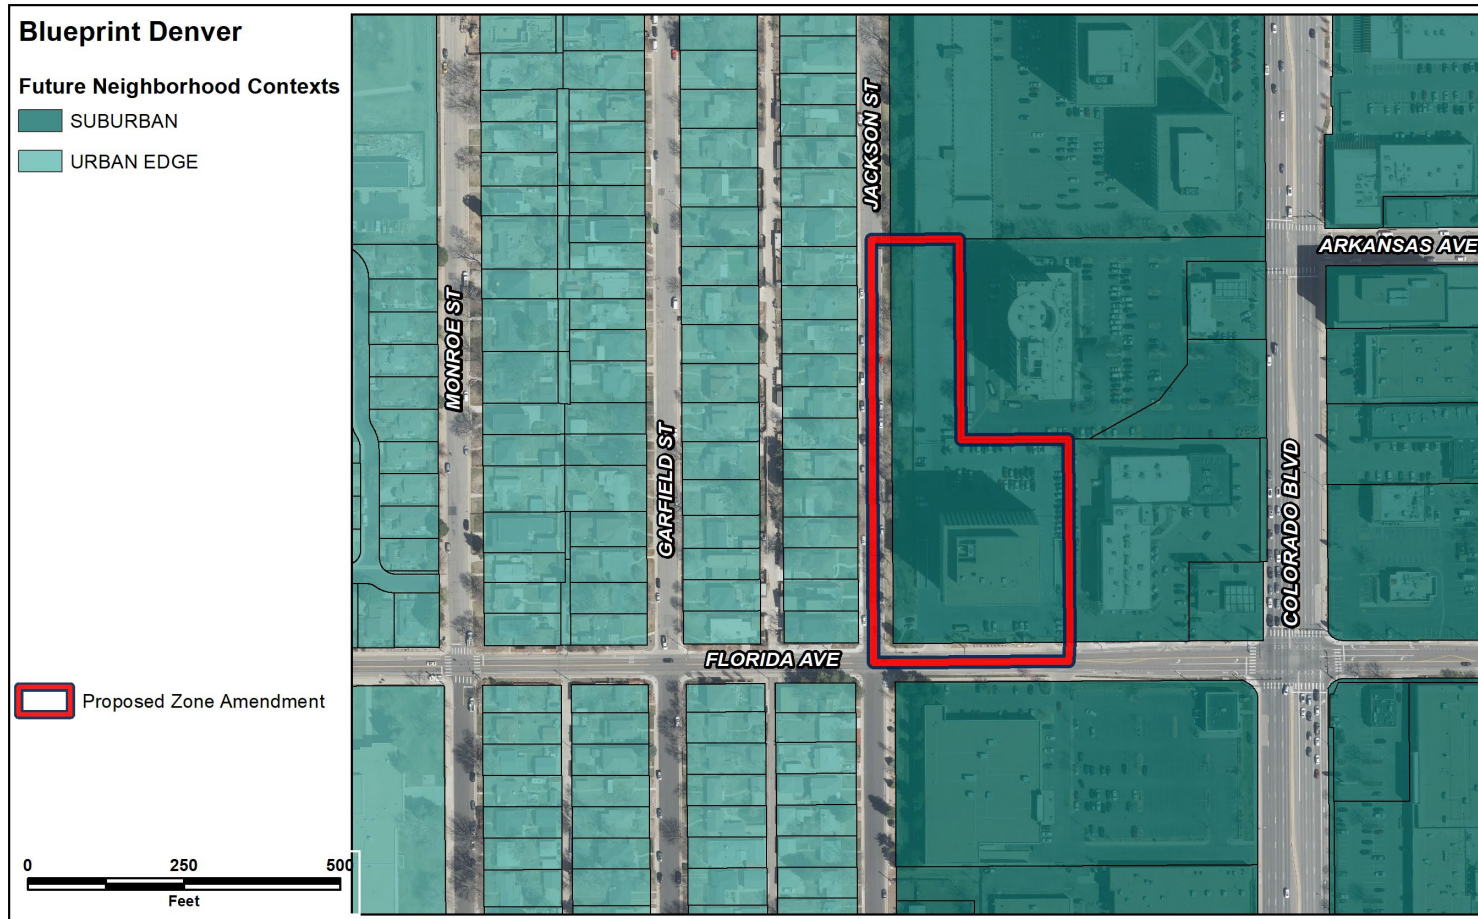 Blueprint Denver
Future Neighborhood Contexts
SUBURBAN
URBAN EDGE
Proposed Zone Amendment
0 250 500
Feet
JACKSON ST
ARKANSAS AVE
MONROE ST
GARFIELD ST
COLORADO BLVD
FLORIDA AVE